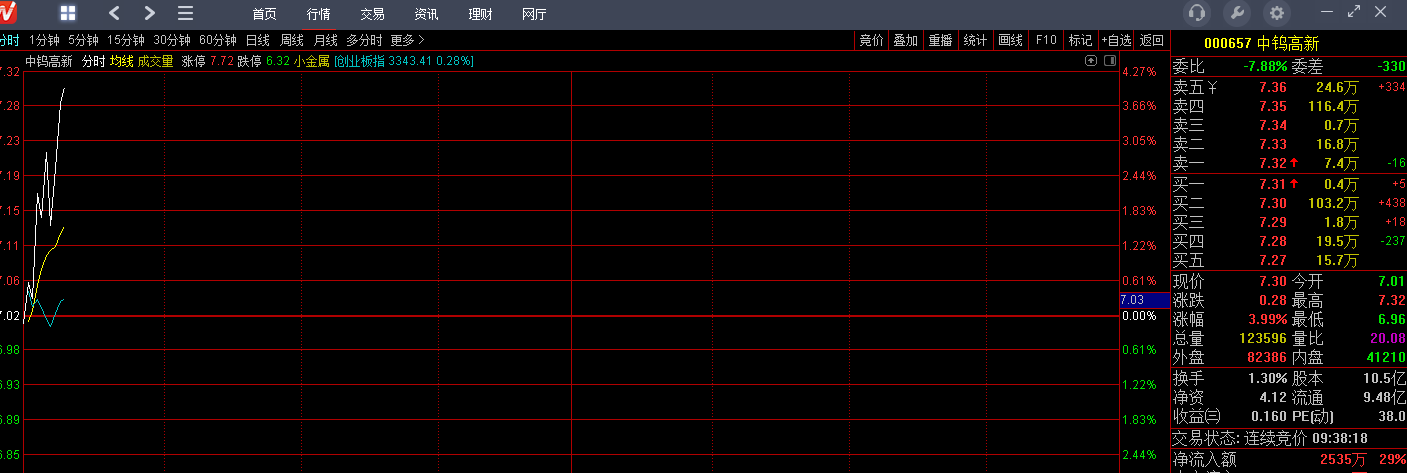 首页 行情 交易 资讯 理财 网厅
分时 1分钟 5分钟 15分钟 30分钟 60分钟 日线 周线 月线 多分时 更多 >
竞价 叠加 重播 统计 画线 F10 标记 +自选 返回
000657 中钨高新
中钨高新 分时 均线 成交量 涨停 7.72 跌停 6.32 小金属 [创业板指 3343.41 0.28%]
7.32 4.27%
7.28 3.66%
7.23 3.05%
7.19 2.44%
7.15 1.83%
7.11 1.22%
7.06 0.61%
7.03
7.02 0.00%
6.98 0.61%
6.93 1.22%
6.89 1.83%
6.85 2.44%
委比 -7.88% 委差 -330
卖五¥ 7.36 24.6万 +334
卖四 7.35 116.4万
卖三 7.34 0.7万
卖二 7.33 16.8万
卖一 7.32 7.4万 -16
买一 7.31 0.4万 +5
买二 7.30 103.2万 +438
买三 7.29 1.8万 +18
买四 7.28 19.5万 -237
买五 7.27 15.7万
现价 7.30 今开 7.01
涨跌 0.28 最高 7.32
涨幅 3.99% 最低 6.96
总量 123596 量比 20.08
外盘 82386 内盘 41210
换手 1.30% 股本 10.5亿
净资 4.12 流通 9.48亿
收益㈢ 0.160 PE(动) 38.0
交易状态: 连续竞价 09:38:18
净流入额 2535万 29%